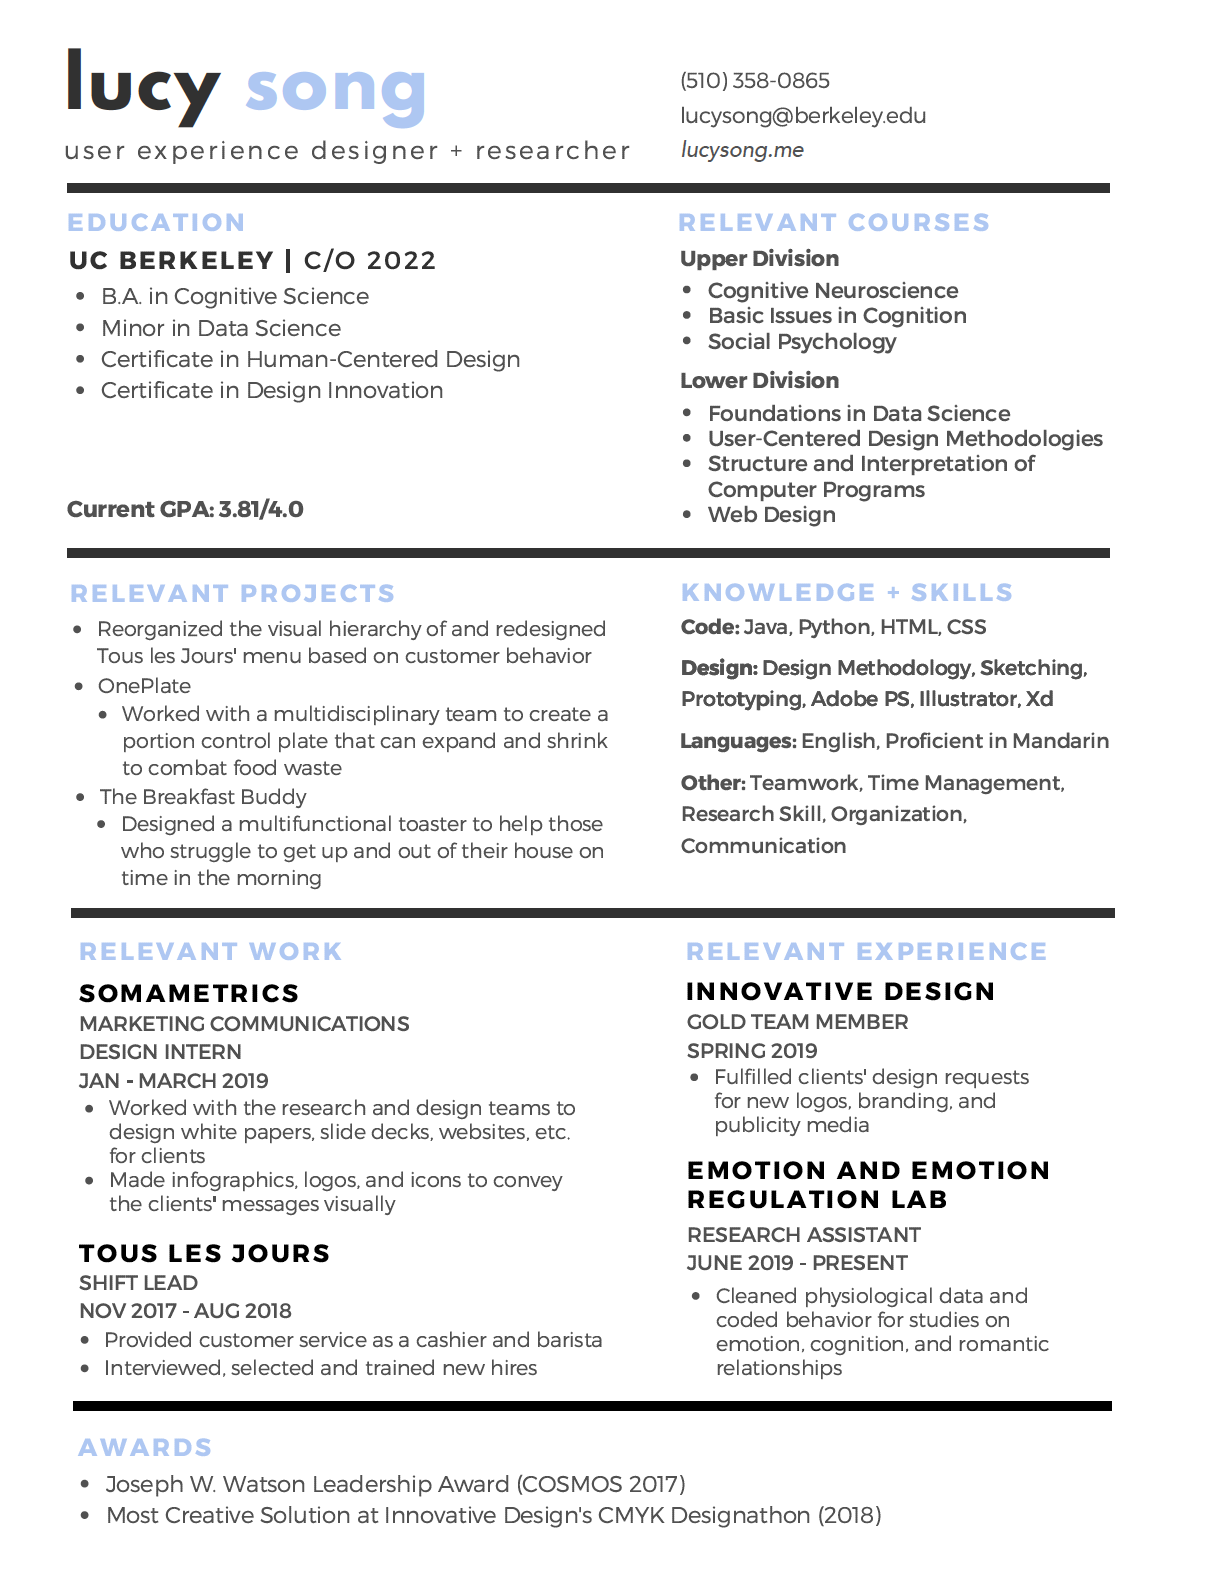 lucy song
user experience designer + researcher
(510) 358-0865
lucysong@berkeley.edu
lucysong.me
EDUCATION
UC BERKELEY | C/O 2022
• B.A. in Cognitive Science
• Minor in Data Science
• Certificate in Human-Centered Design
• Certificate in Design Innovation
Current GPA: 3.81/4.0
RELEVANT COURSES
Upper Division
• Cognitive Neuroscience
• Basic Issues in Cognition
• Social Psychology
Lower Division
• Foundations in Data Science
• User-Centered Design Methodologies
• Structure and Interpretation of
Computer Programs
• Web Design
RELEVANT PROJECTS
• Reorganized the visual hierarchy of and redesigned
Tous les Jours' menu based on customer behavior
• OnePlate
• Worked with a multidisciplinary team to create a
portion control plate that can expand and shrink
to combat food waste
• The Breakfast Buddy
• Designed a multifunctional toaster to help those
who struggle to get up and out of their house on
time in the morning
KNOWLEDGE + SKILLS
Code: Java, Python, HTML, CSS
Design: Design Methodology, Sketching,
Prototyping, Adobe PS, Illustrator, Xd
Languages: English, Proficient in Mandarin
Other: Teamwork, Time Management,
Research Skill, Organization,
Communication
RELEVANT WORK
SOMAMETRICS
MARKETING COMMUNICATIONS
DESIGN INTERN
JAN - MARCH 2019
• Worked with the research and design teams to
design white papers, slide decks, websites, etc.
for clients
• Made infographics, logos, and icons to convey
the clients' messages visually
TOUS LES JOURS
SHIFT LEAD
NOV 2017 - AUG 2018
• Provided customer service as a cashier and barista
• Interviewed, selected and trained new hires
RELEVANT EXPERIENCE
INNOVATIVE DESIGN
GOLD TEAM MEMBER
SPRING 2019
• Fulfilled clients' design requests
for new logos, branding, and
publicity media
EMOTION AND EMOTION
REGULATION LAB
RESEARCH ASSISTANT
JUNE 2019 - PRESENT
• Cleaned physiological data and
coded behavior for studies on
emotion, cognition, and romantic
relationships
AWARDS
• Joseph W. Watson Leadership Award (COSMOS 2017)
• Most Creative Solution at Innovative Design's CMYK Designathon (2018)